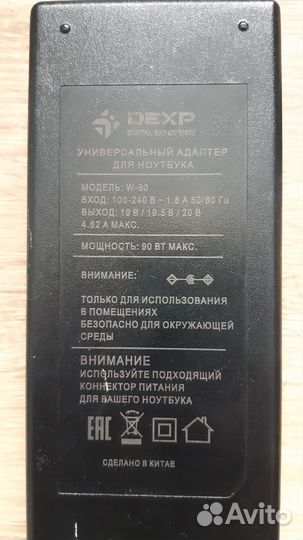 DEXP
DIGITAL EXPERIENCE
УНИВЕРСАЛЬНЫЙ АДАПТЕР
ДЛЯ НОУТБУКА
МОДЕЛЬ: W-90
ВХОД: 100-240 В ~ 1.8 А 50/60 Гц
ВЫХОД: 19 В / 19.5 В / 20 В
4.62 А МАКС.
МОЩНОСТЬ: 90 ВТ МАКС.
ВНИМАНИЕ:
ТОЛЬКО ДЛЯ ИСПОЛЬЗОВАНИЯ
В ПОМЕЩЕНИЯХ
БЕЗОПАСНО ДЛЯ ОКРУЖАЮЩЕЙ
СРЕДЫ
ВНИМАНИЕ
ИСПОЛЬЗУЙТЕ ПОДХОДЯЩИЙ
КОННЕКТОР ПИТАНИЯ
ДЛЯ ВАШЕГО НОУТБУКА
EAC
СДЕЛАНО В КИТАЕ
Avito